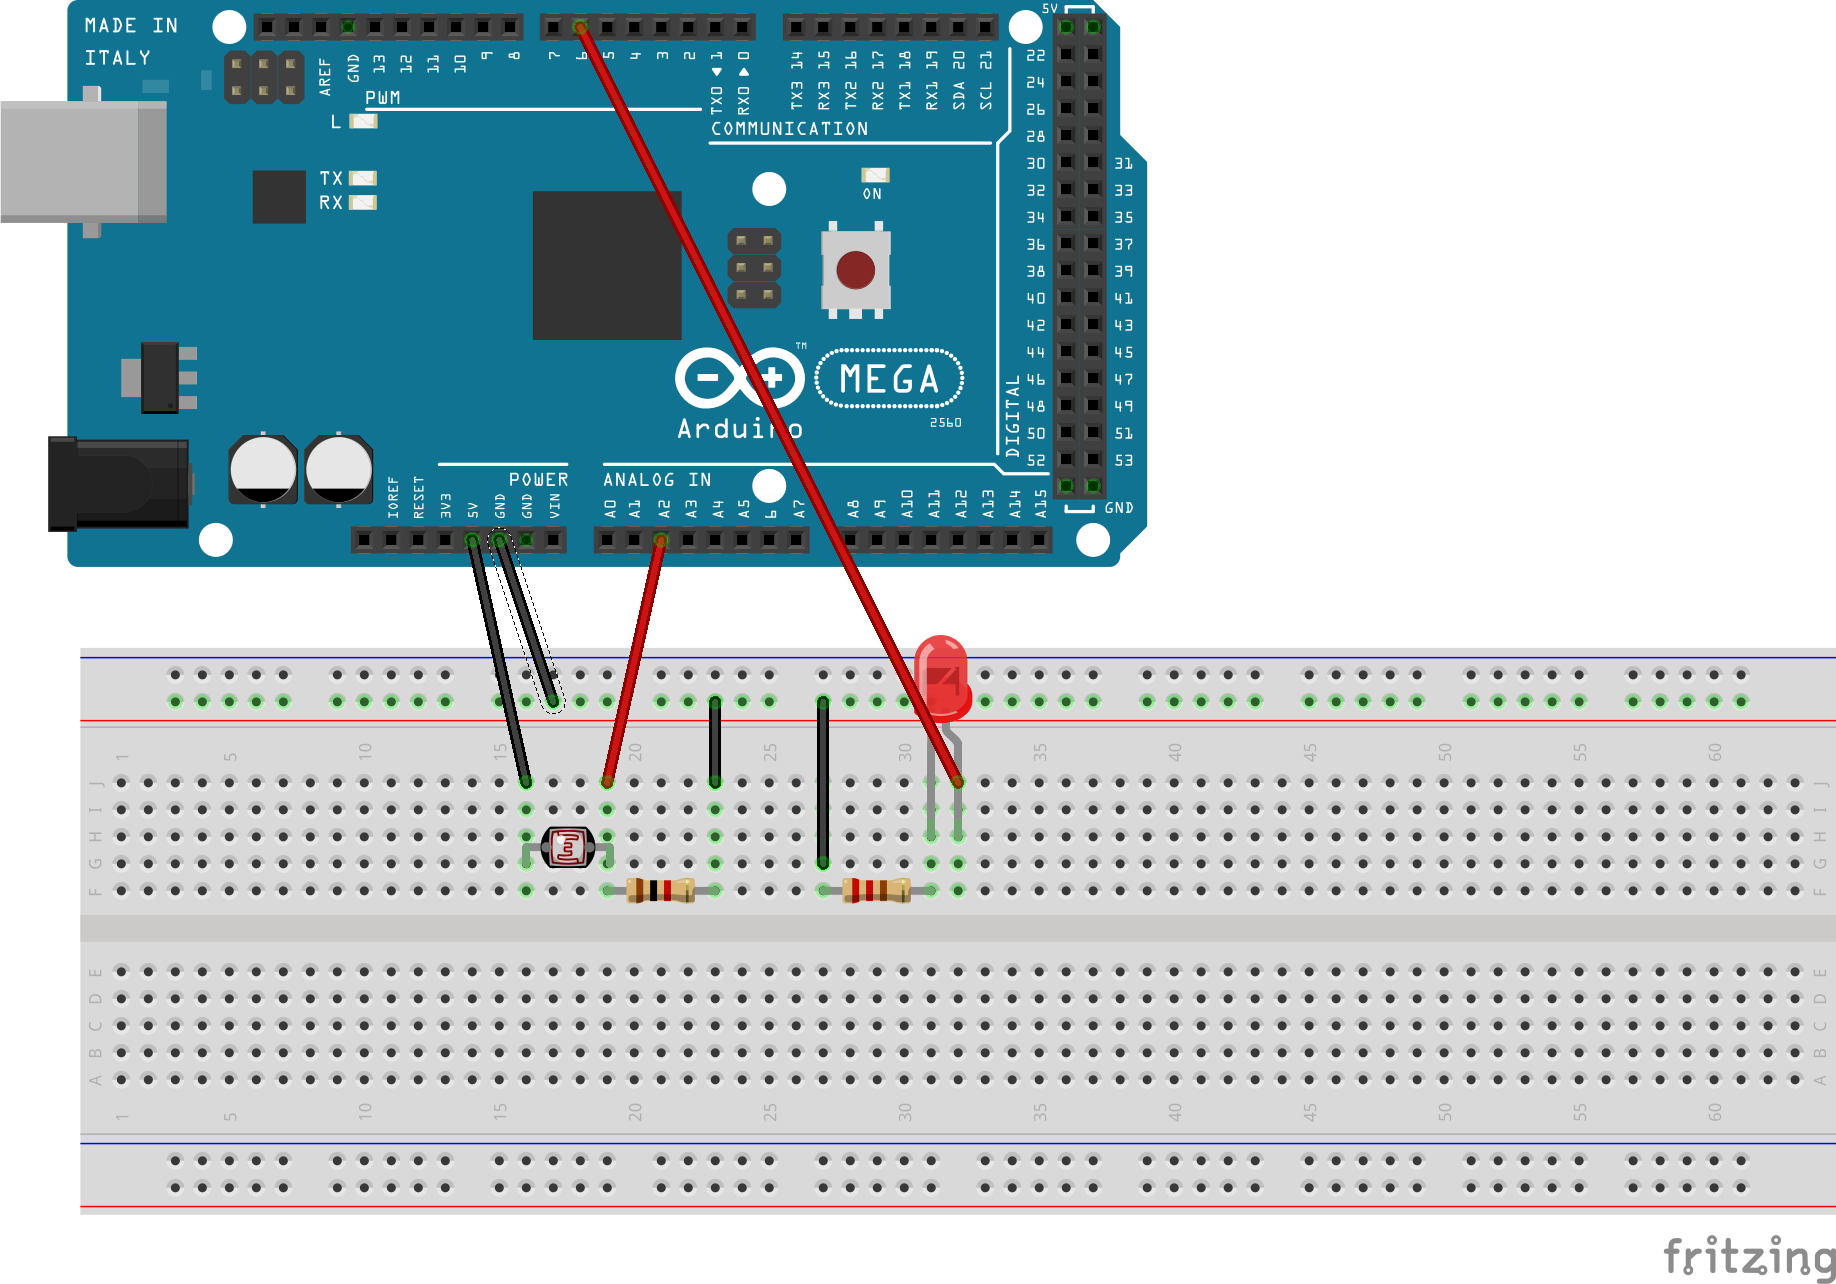 MADE IN
ITALY
5V
AREF
GND
13
12
11
10
9
8
7
6
5
4
3
2
TX0 1
RX0 0
TX3 14
RX3 15
TX2 16
RX2 17
TX1 18
RX1 19
SDA 20
SCL 21
PWM
COMMUNICATION
L
TX
RX
ON
22
24
26
28
30 31
32 33
34 35
36 37
38 39
40 41
42 43
44 45
46 47
48 49
50 51
52 53
GND
DIGITAL
TM
MEGA
Arduino
2560
POWER
ANALOG IN
IOREF
RESET
3V3
5V
GND
GND
VIN
A0
A1
A2
A3
A4
A5
6
A7
A8
A9
A10
A11
A12
A13
A14
A15
1 5 10 15 20 25 30 35 40 45 50 55 60
J J
I I
H H
G G
F F
E E
D D
C C
B B
A A
1 5 10 15 20 25 30 35 40 45 50 55 60
fritzing